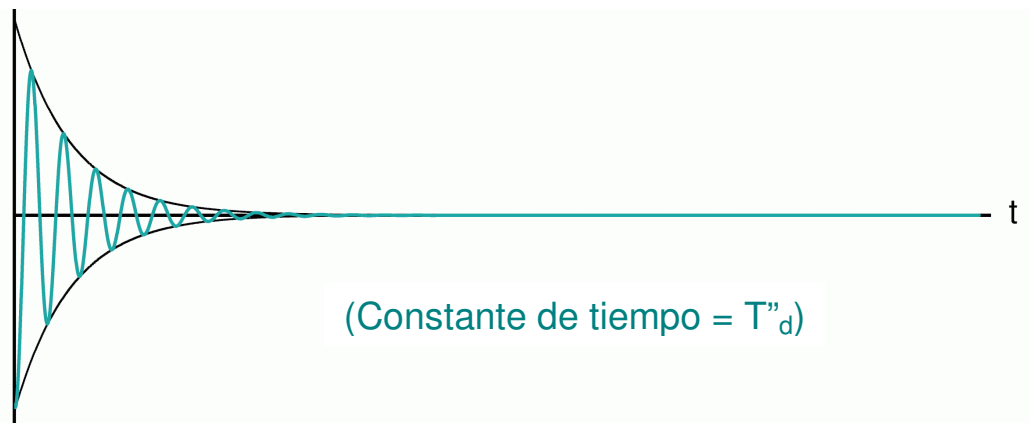 t
(Constante de tiempo = T”d)